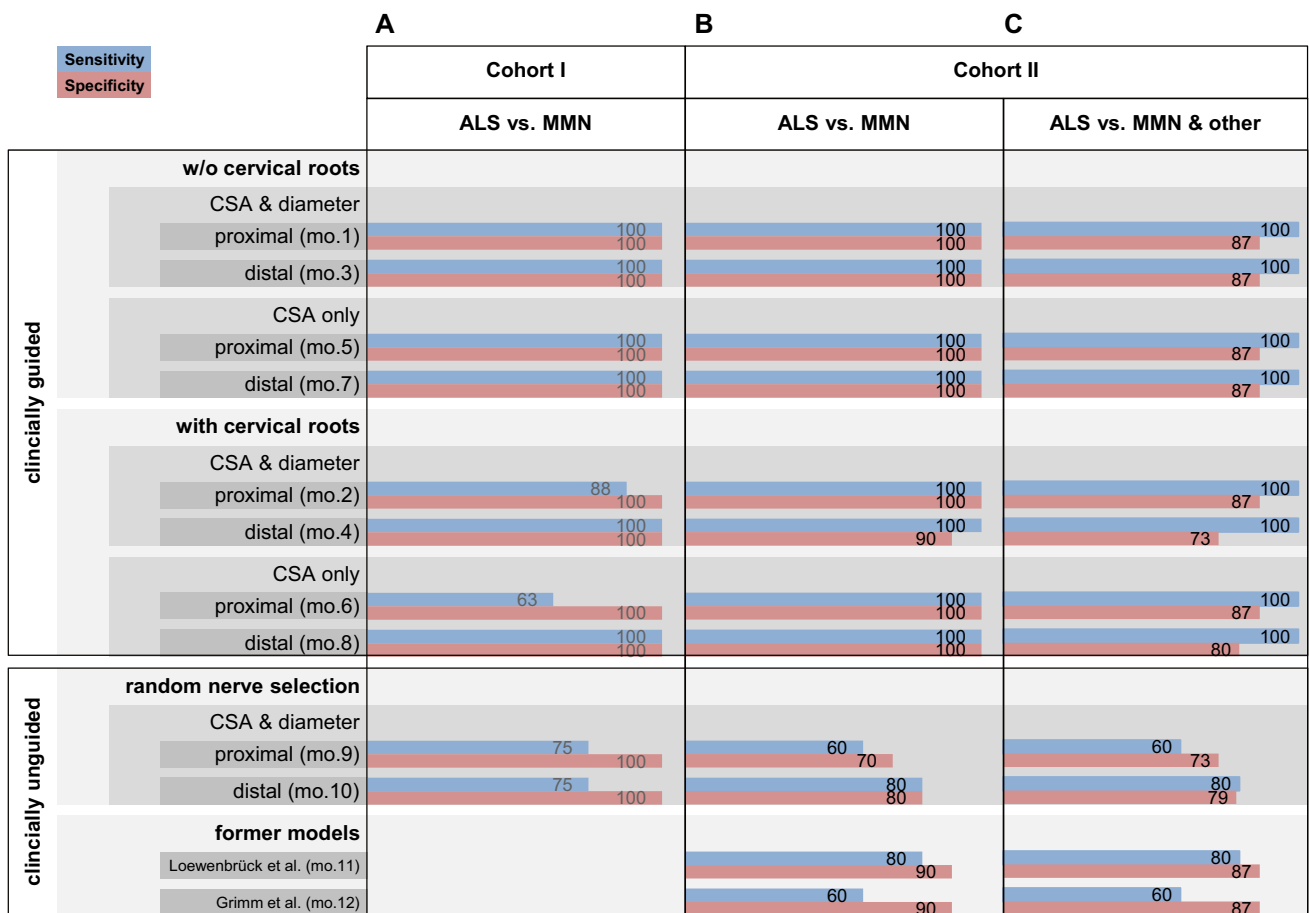 A B C
Sensitivity
Specificity
Cohort I Cohort II
ALS vs. MMN ALS vs. MMN ALS vs. MMN & other
clincially guided
w/o cervical roots
CSA & diameter
100 100 100
proximal (mo.1) 100 100 87
100 100 100
distal (mo.3) 100 100 87
CSA only
100 100 100
proximal (mo.5) 100 100 87
100 100 100
distal (mo.7) 100 100 87
with cervical roots
CSA & diameter
88 100 100
proximal (mo.2) 100 100 87
100 100 100
distal (mo.4) 100 90 73
CSA only
63 100 100
proximal (mo.6) 100 100 87
100 100 100
distal (mo.8) 100 100 80
clincially unguided
random nerve selection
CSA & diameter
75 60 60
proximal (mo.9) 100 70 73
75 80 80
distal (mo.10) 100 80 79
former models
80 80
Loewenbrück et al. (mo.11) 90 87
60 60
Grimm et al. (mo.12) 90 87